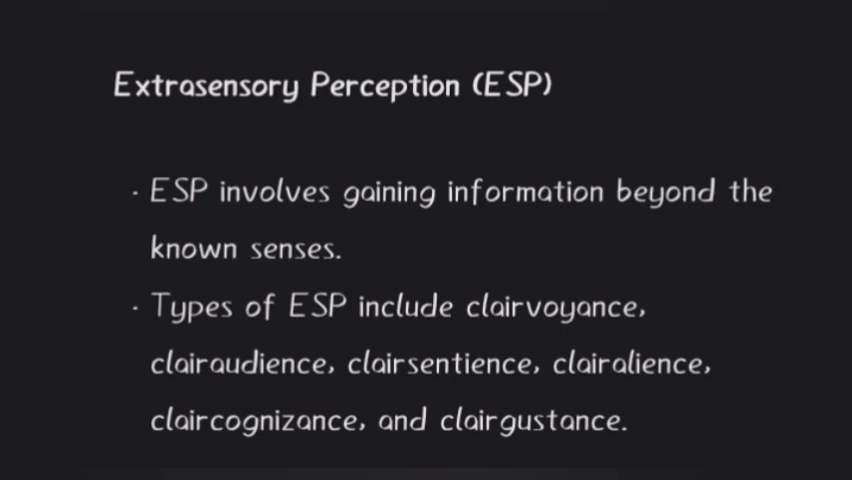 Extrasensory Perception (ESP)
· ESP involves gaining information beyond the
known senses.
· Types of ESP include clairvoyance,
clairaudience, clairsentience, clairalience,
claircognizance, and clairgustance.